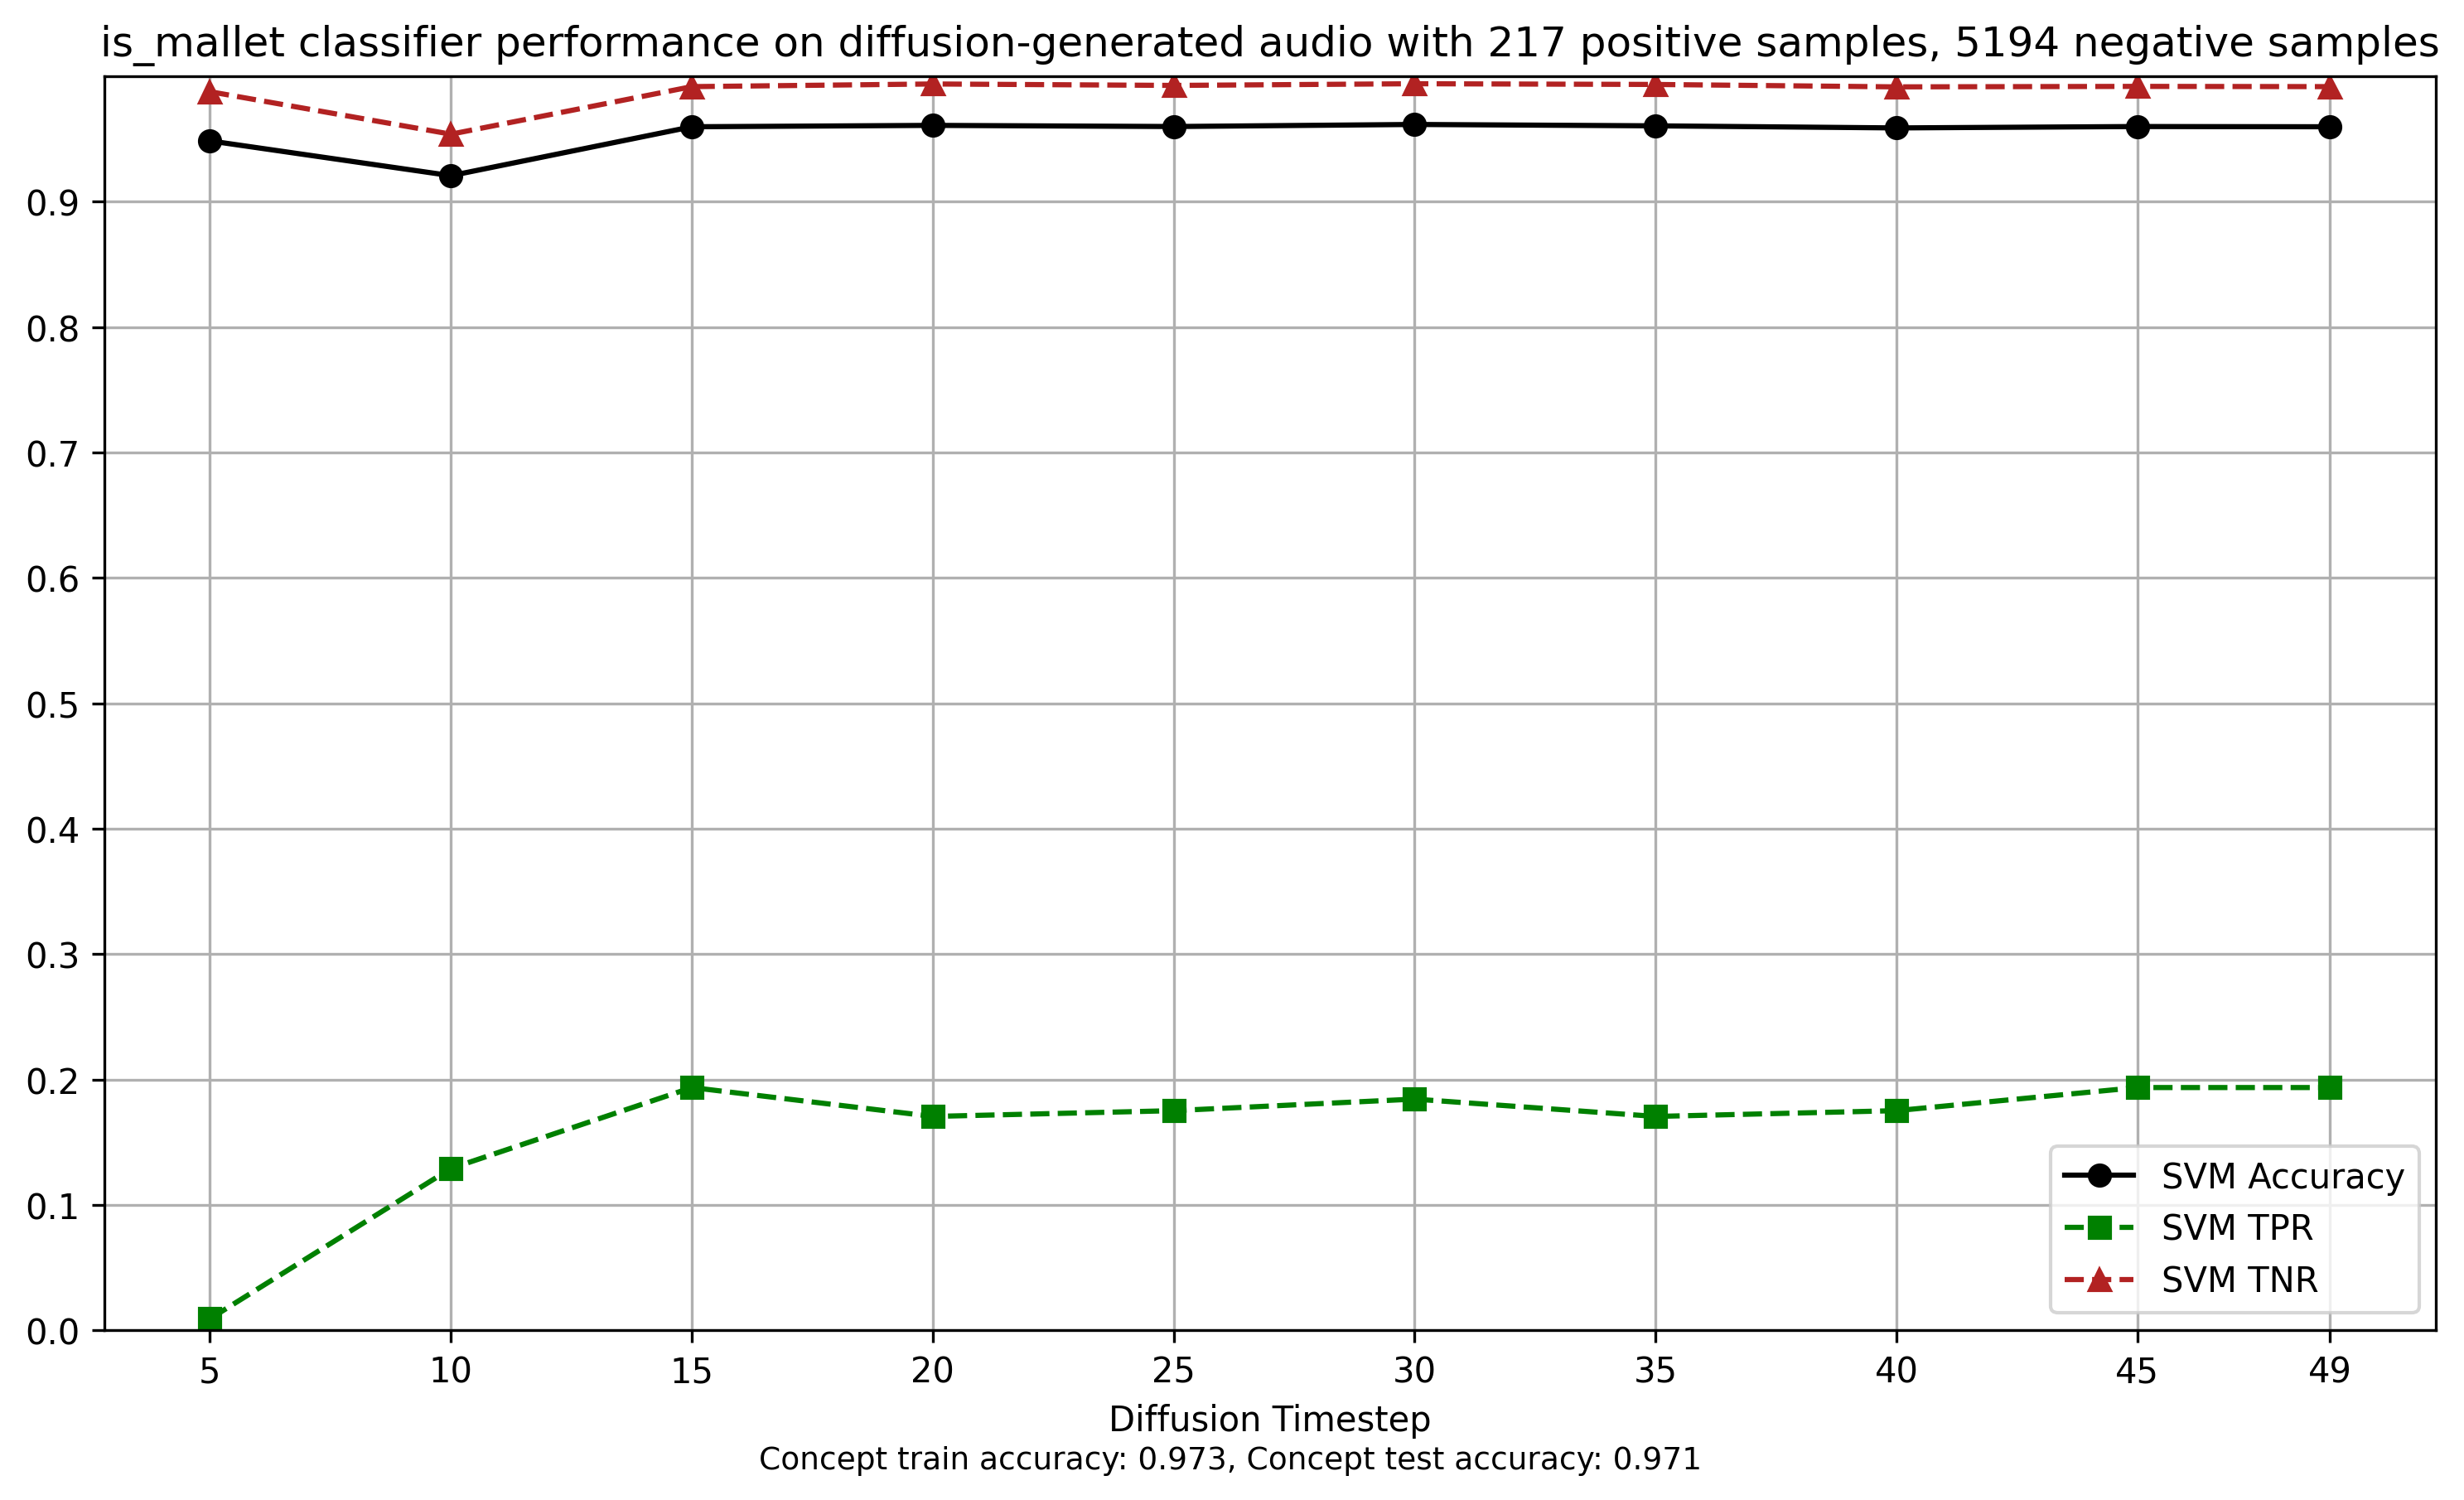 is_mallet classifier performance on diffusion-generated audio with 217 positive samples, 5194 negative samples
0.9
0.8
0.7
0.6
0.5
0.4
0.3
0.2
0.1
0.0
SVM Accuracy
SVM TPR
SVM TNR
5 10 15 20 25 30 35 40 45 49
Diffusion Timestep
Concept train accuracy: 0.973, Concept test accuracy: 0.971